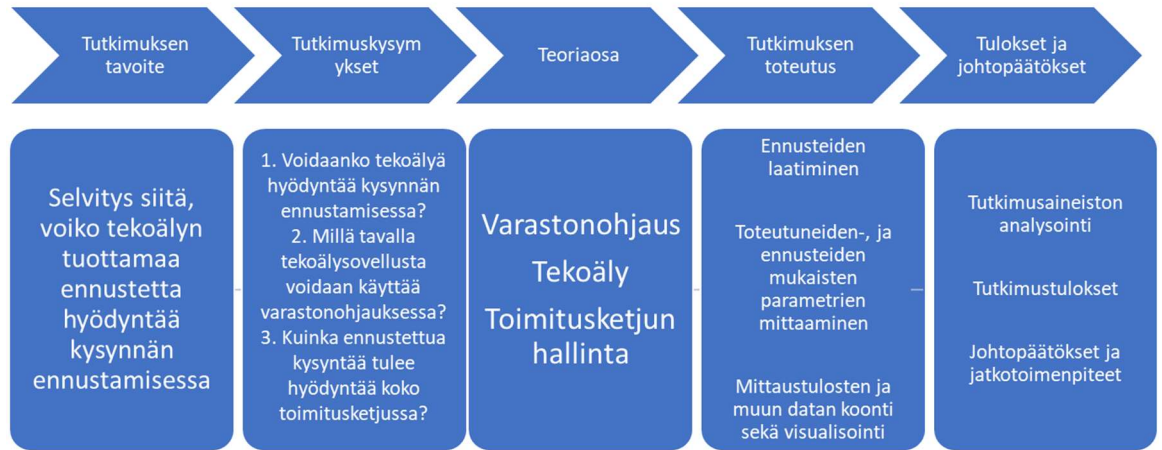 Tutkimuksen
tavoite
Tutkimuskysym
ykset
Teoriaosa
Tutkimuksen
toteutus
Tulokset ja
johtopäätökset
Selvitys siitä,
voiko tekoälyn
tuottamaa
ennustetta
hyödyntää
kysynnän
ennustamisessa
1. Voidaanko tekoälyä
hyödyntää kysynnän
ennustamisessa?
2. Millä tavalla
tekoälysovellusta
voidaan käyttää
varastonohjauksessa?
3. Kuinka ennustettua
kysyntää tulee
hyödyntää koko
toimitusketjussa?
Varastonohjaus
Tekoäly
Toimitusketjun
hallinta
Ennusteiden
laatiminen
Toteutuneiden-, ja
ennusteiden
mukaisten
parametrien
mittaaminen
Mittaustulosten ja
muun datan koonti
sekä visualisointi
Tutkimusaineiston
analysointi
Tutkimustulokset
Johtopäätökset ja
jatkotoimenpiteet